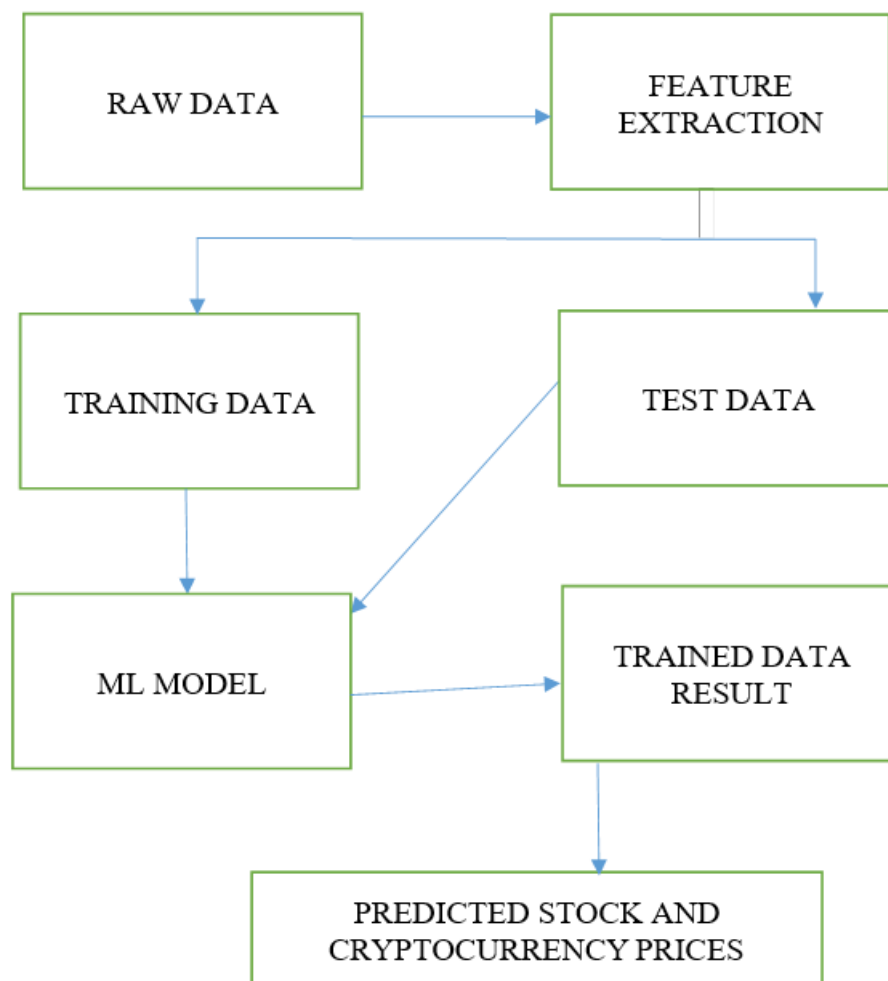 RAW DATA
FEATURE
EXTRACTION
TRAINING DATA
TEST DATA
ML MODEL
TRAINED DATA
RESULT
PREDICTED STOCK AND
CRYPTOCURRENCY PRICES